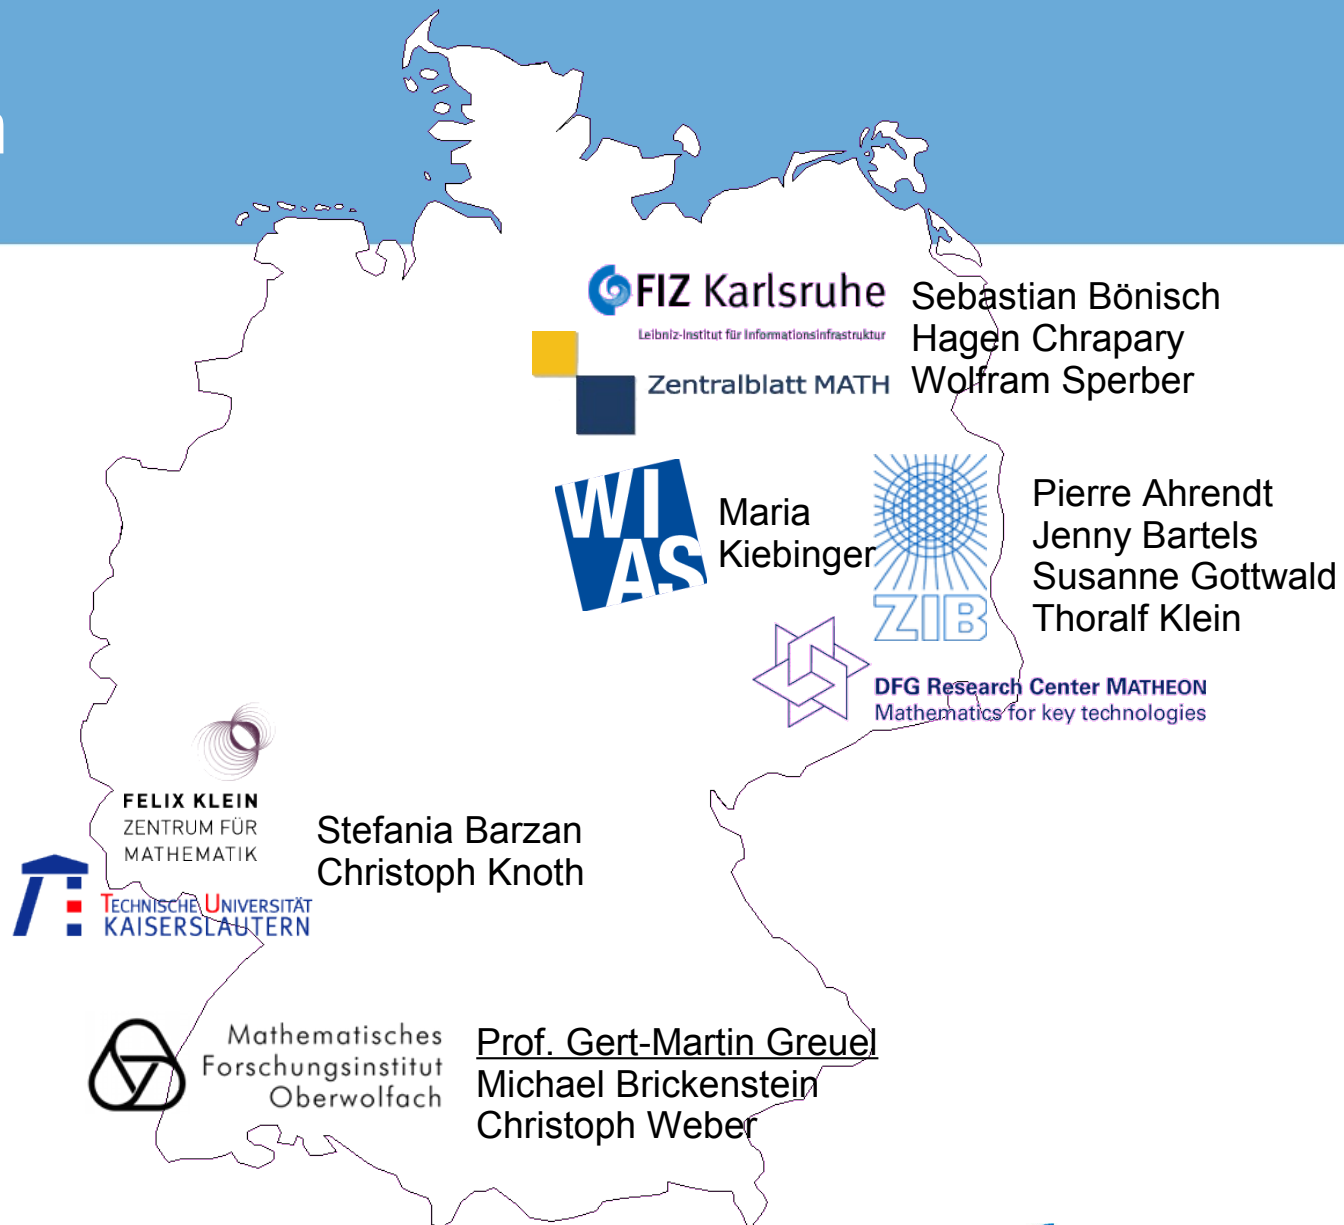 FIZ Karlsruhe
Leibniz-Institut für Informationsinfrastruktur
Zentralblatt MATH
Sebastian Bönisch
Hagen Chrapary
Wolfram Sperber
WI
AS
Maria
Kiebinger
ZIB
Pierre Ahrendt
Jenny Bartels
Susanne Gottwald
Thoralf Klein
DFG Research Center MATHEON
Mathematics for key technologies
FELIX KLEIN
ZENTRUM FÜR
MATHEMATIK
Stefania Barzan
Christoph Knoth
TECHNISCHE UNIVERSITÄT
KAISERSLAUTERN
Mathematisches
Forschungsinstitut
Oberwolfach
Prof. Gert-Martin Greuel
Michael Brickenstein
Christoph Weber